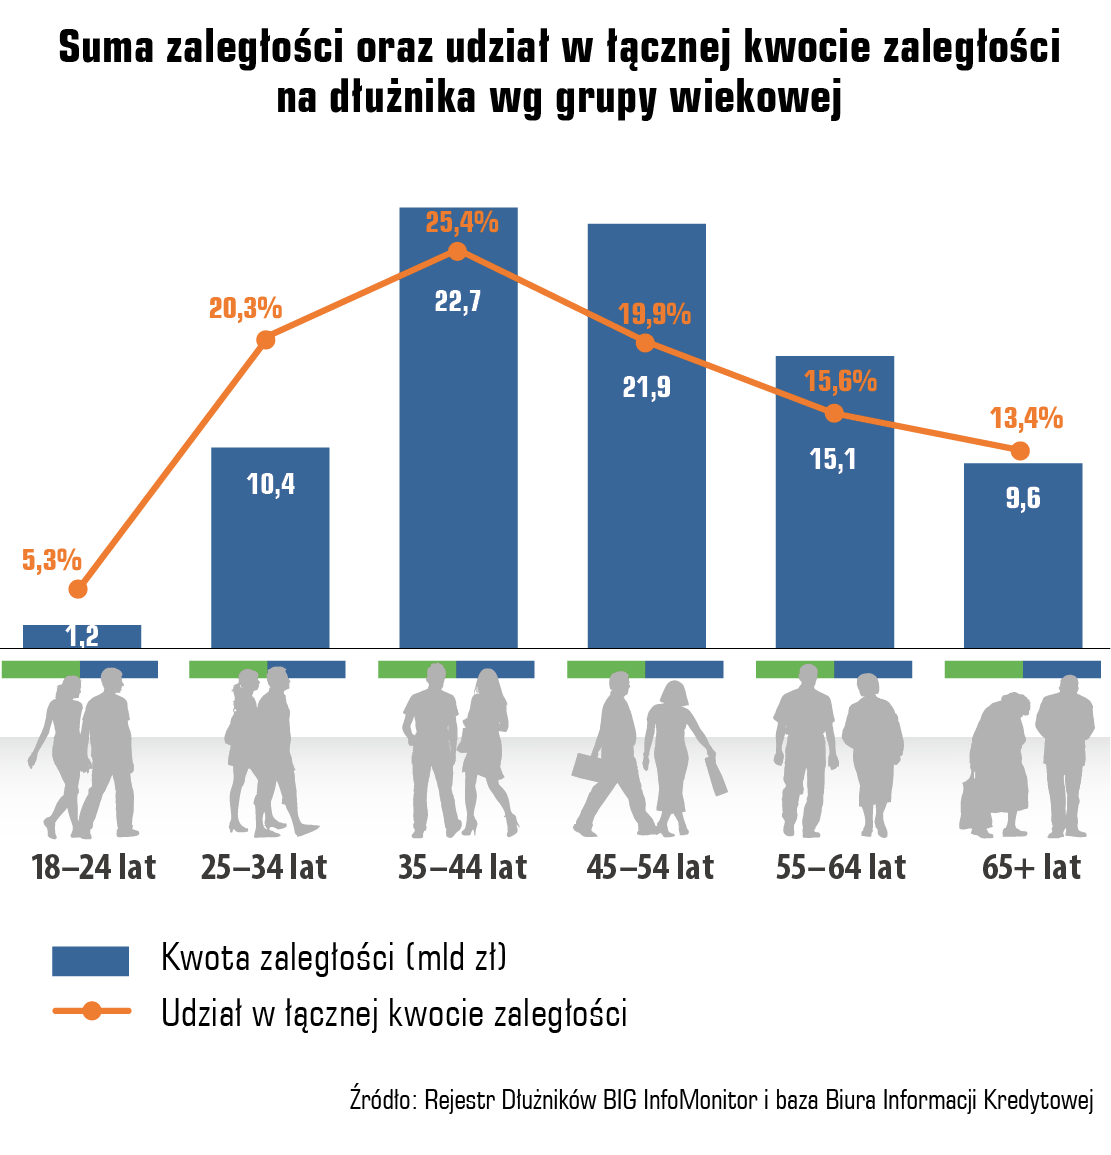 Suma zaległości oraz udział w łącznej kwocie zaległości
na dłużnika wg grupy wiekowej
25,4%
20,3%
22,7
19,9%
21,9
15,6%
13,4%
15,1
10,4
9,6
5,3%
1,2
18–24 lat 25–34 lat 35–44 lat 45–54 lat 55–64 lat 65+ lat
Kwota zaległości (mld zł)
Udział w łącznej kwocie zaległości
Źródło: Rejestr Dłużników BIG InfoMonitor i baza Biura Informacji Kredytowej